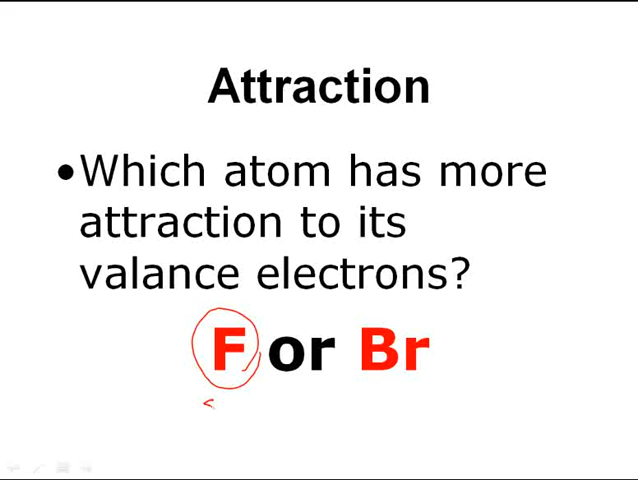 Attraction
•Which atom has more
attraction to its
valance electrons?
F or Br